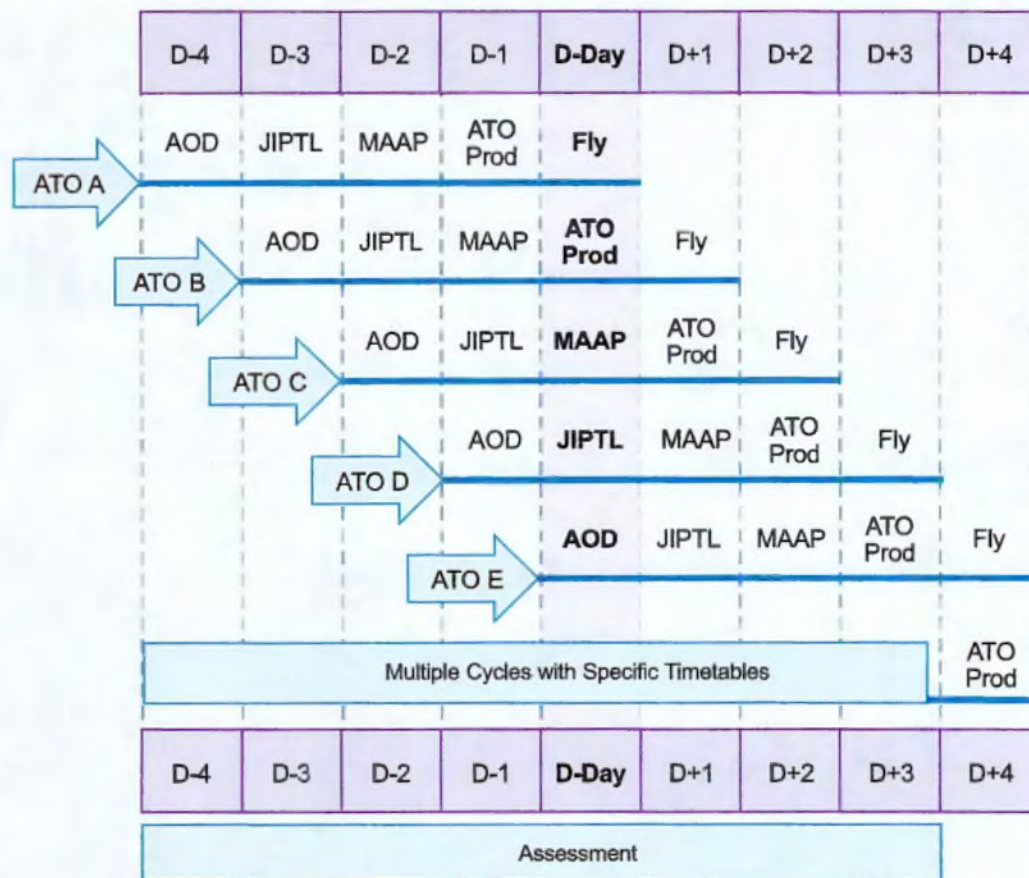 D-4 D-3 D-2 D-1 D-Day D+1 D+2 D+3 D+4
AOD JIPTL MAAP ATO Prod Fly
ATO A
AOD JIPTL MAAP ATO Prod Fly
ATO B
AOD JIPTL MAAP ATO Prod Fly
ATO C
AOD JIPTL MAAP ATO Prod Fly
ATO D
AOD JIPTL MAAP ATO Prod Fly
ATO E
Multiple Cycles with Specific Timetables ATO Prod
D-4 D-3 D-2 D-1 D-Day D+1 D+2 D+3 D+4
Assessment